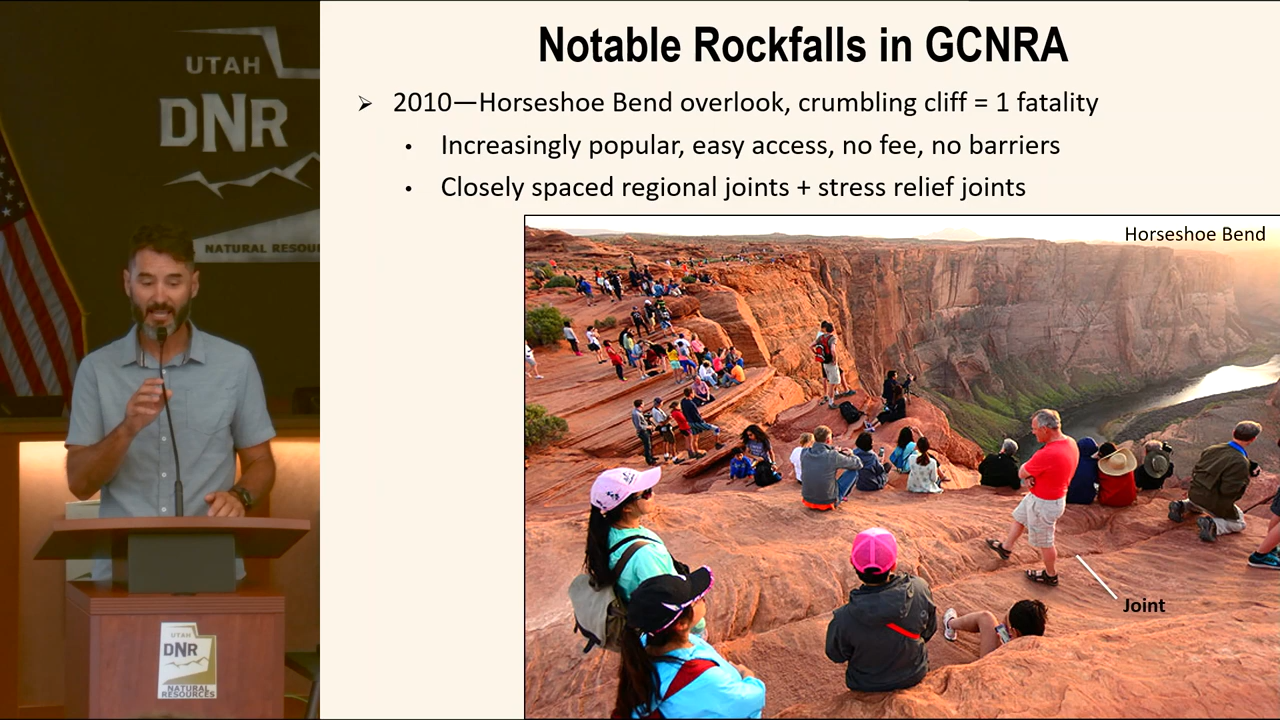 UTAH
DNR
NATURAL RESOU
UTAH
DNR
NATURAL
RESOURCES
Notable Rockfalls in GCNRA
➢ 2010—Horseshoe Bend overlook, crumbling cliff = 1 fatality
• Increasingly popular, easy access, no fee, no barriers
• Closely spaced regional joints + stress relief joints
Horseshoe Bend
Joint